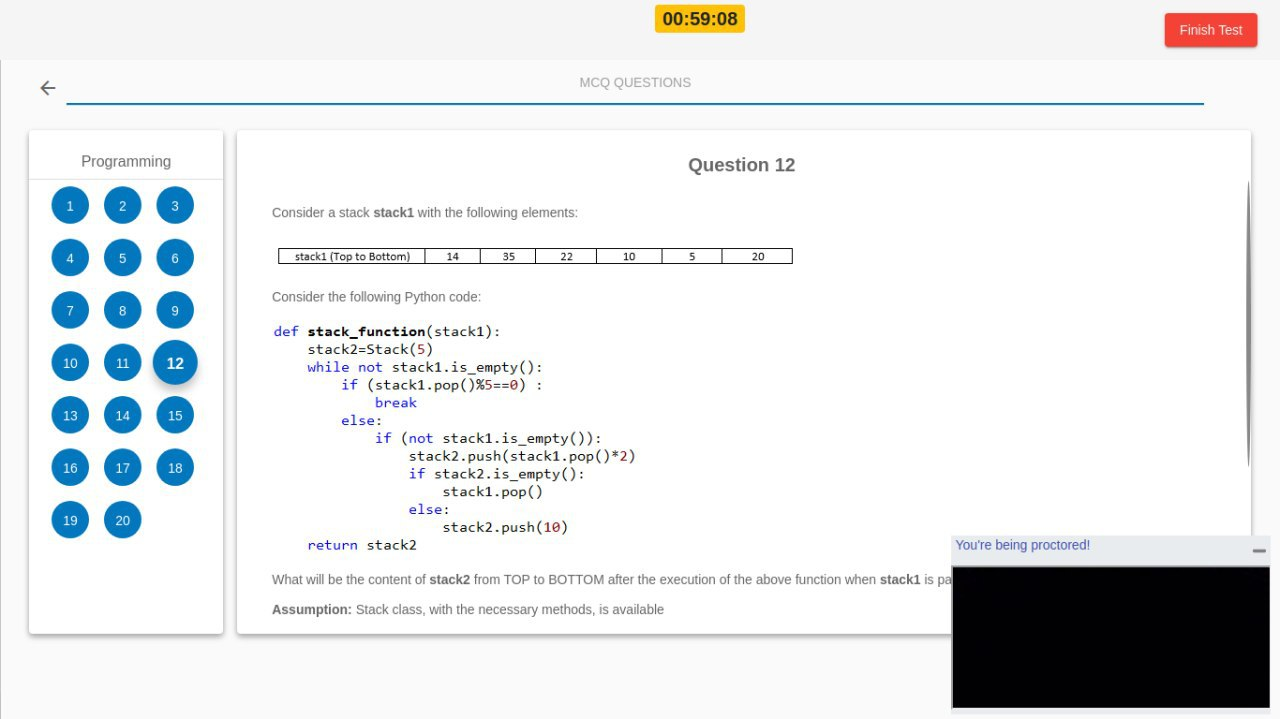 00:59:08
Finish Test
MCQ QUESTIONS
Programming
1 2 3
4 5 6
7 8 9
10 11 12
13 14 15
16 17 18
19 20
Question 12
Consider a stack stack1 with the following elements:
stack1 (Top to Bottom) 14 35 22 10 5 20
Consider the following Python code:
def stack_function(stack1):
    stack2=Stack(5)
    while not stack1.is_empty():
        if (stack1.pop()%5==0) :
            break
        else:
            if (not stack1.is_empty()):
                stack2.push(stack1.pop()*2)
                if stack2.is_empty():
                    stack1.pop()
                else:
                    stack2.push(10)
    return stack2
What will be the content of stack2 from TOP to BOTTOM after the execution of the above function when stack1 is pa
Assumption: Stack class, with the necessary methods, is available
You're being proctored!